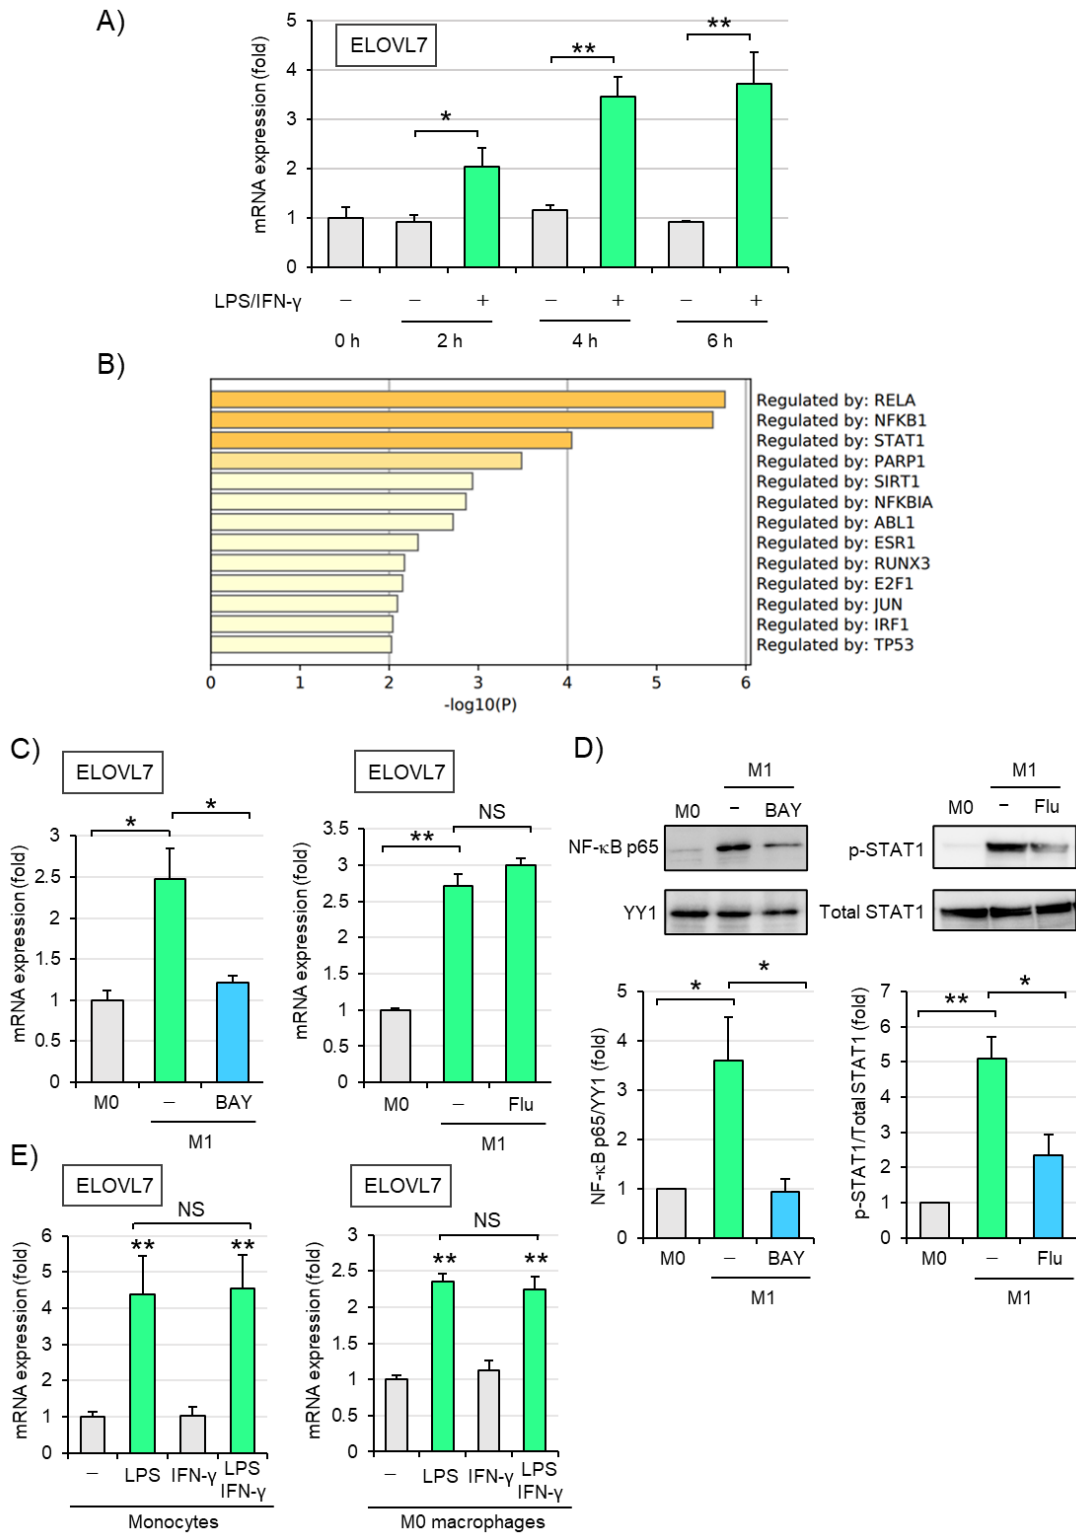 A)
ELOVL7
mRNA expression (fold)
5
4
3
2
1
0
*
**
**
LPS/IFN-γ – – + – + – +
0 h 2 h 4 h 6 h
B)
Regulated by: RELA
Regulated by: NFKB1
Regulated by: STAT1
Regulated by: PARP1
Regulated by: SIRT1
Regulated by: NFKBIA
Regulated by: ABL1
Regulated by: ESR1
Regulated by: RUNX3
Regulated by: E2F1
Regulated by: JUN
Regulated by: IRF1
Regulated by: TP53
0 1 2 3 4 5 6
-log10(P)
C)
ELOVL7
mRNA expression (fold)
3
2.5
2
1.5
1
0.5
0
* *
M0 – BAY
M1
ELOVL7
mRNA expression (fold)
3.5
3
2.5
2
1.5
1
0.5
0
** NS
M0 – Flu
M1
D)
M1
M0 – BAY
NF-κB p65
YY1
M1
M0 – Flu
p-STAT1
Total STAT1
NF-κB p65/YY1 (fold)
5
4
3
2
1
0
* *
M0 – BAY
M1
p-STAT1/Total STAT1 (fold)
7
6
5
4
3
2
1
0
** *
M0 – Flu
M1
E)
ELOVL7
mRNA expression (fold)
6
5
4
3
2
1
0
NS
** **
– LPS IFN-γ LPS
IFN-γ
Monocytes
ELOVL7
mRNA expression (fold)
3
2.5
2
1.5
1
0.5
0
NS
** **
– LPS IFN-γ LPS
IFN-γ
M0 macrophages